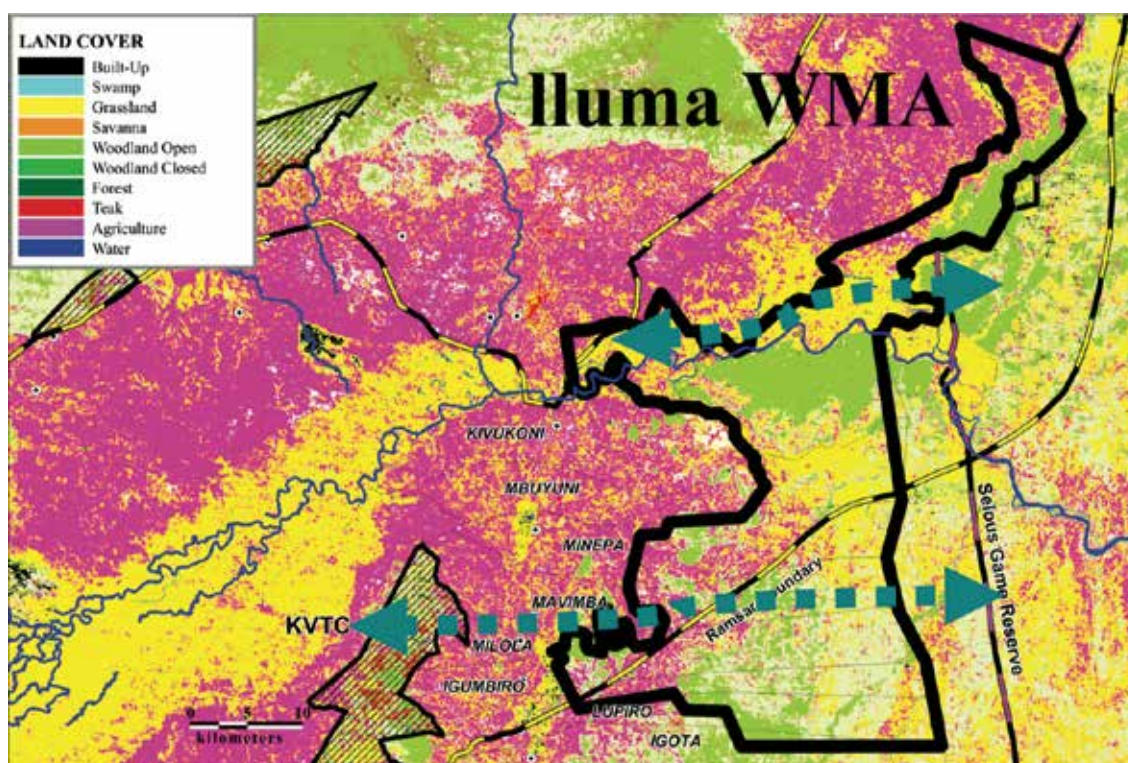 LAND COVER
Built-Up
Swamp
Grassland
Savanna
Woodland Open
Woodland Closed
Forest
Teak
Agriculture
Water
Iluma WMA
KIVUKONI
MBUYUNI
MINEPA
MAVIMBA
KVTC
MILOLA
IGUMBIRO
LUPIRO
IGOTA
Ramsar Boundary
Selous Game Reserve
0 5 10
kilometers